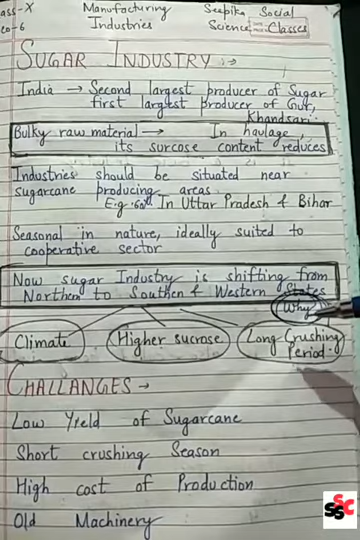 ass-X Manufacturing Deepika Social
co-6 Industries Science Classes
SUGAR INDUSTRY :→
India → Second largest producer of Sugar
first largest producer of Gur,
Khandsari.
Bulky raw material → In haulage,
its surcose content reduces
Industries should be situated near
sugarcane producing areas
E.g. 60% In Uttar Pradesh & Bihar
Seasonal in nature, ideally suited to
cooperative sector
Now sugar Industry is shifting from
Northen to Southen & Western States
Why
Climate Higher sucrose Long Crushing
Period.
CHALLANGES →
Low Yield of Sugarcane
Short crushing Season
High cost of Production
Old Machinery
SSC